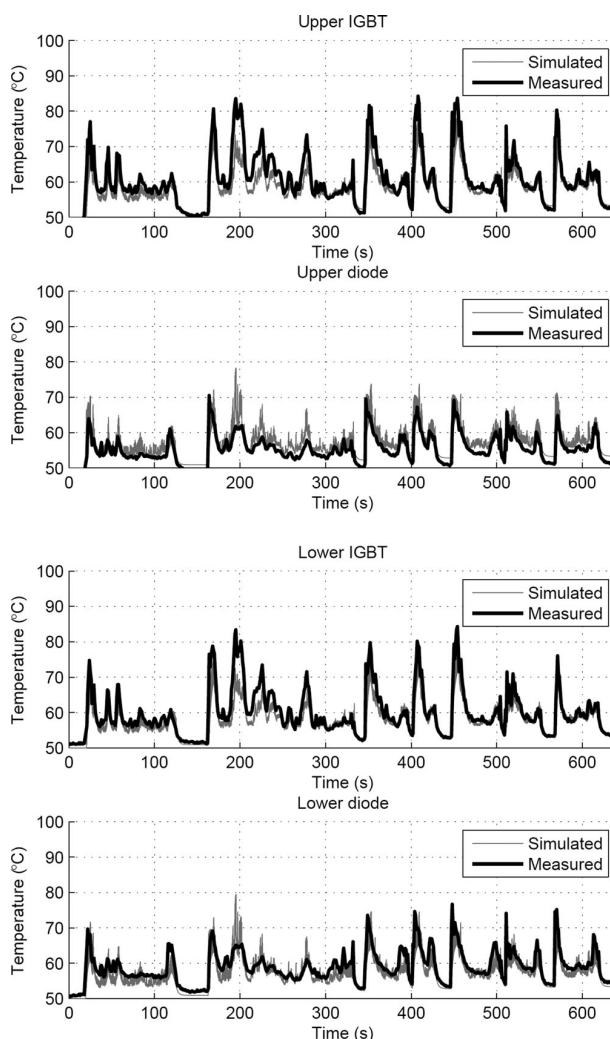 Upper IGBT
100
90
80
70
60
50
Temperature (°C)
Simulated
Measured
0 100 200 300 400 500 600
Time (s)
Upper diode
100
90
80
70
60
50
Temperature (°C)
Simulated
Measured
0 100 200 300 400 500 600
Time (s)
Lower IGBT
100
90
80
70
60
50
Temperature (°C)
Simulated
Measured
0 100 200 300 400 500 600
Time (s)
Lower diode
100
90
80
70
60
50
Temperature (°C)
Simulated
Measured
0 100 200 300 400 500 600
Time (s)